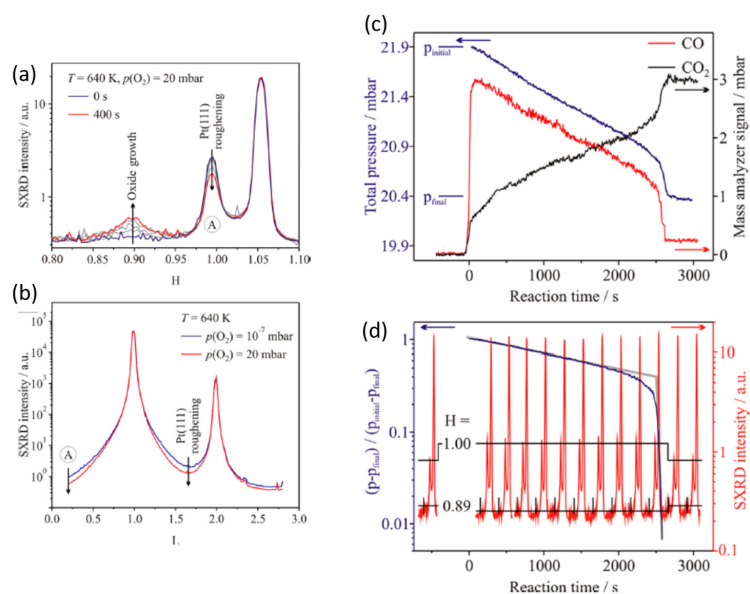 (a)
T = 640 K, p(O₂) = 20 mbar
0 s
400 s
Oxide growth
Pt(111)
roughening
A
10
1
SXRD intensity / a.u.
0.80 0.85 0.90 0.95 1.00 1.05 1.10
H
(b)
T = 640 K
p(O₂) = 10⁻⁷ mbar
p(O₂) = 20 mbar
A
Pt(111)
roughening
10⁵
10⁴
10³
10²
10¹
10⁰
SXRD intensity / a.u.
0.0 0.5 1.0 1.5 2.0 2.5 3.0
L
(c)
21.9
21.4
20.9
20.4
19.9
Total pressure / mbar
pinitial
pfinal
CO
CO₂
3
2
1
0
Mass analyzer signal / mbar
0 1000 2000 3000
Reaction time / s
(d)
1
0.1
0.01
(p-pfinal) / (pinitial-pfinal)
H =
1.00
0.89
10
1
0.1
SXRD intensity / a.u.
0 1000 2000 3000
Reaction time / s